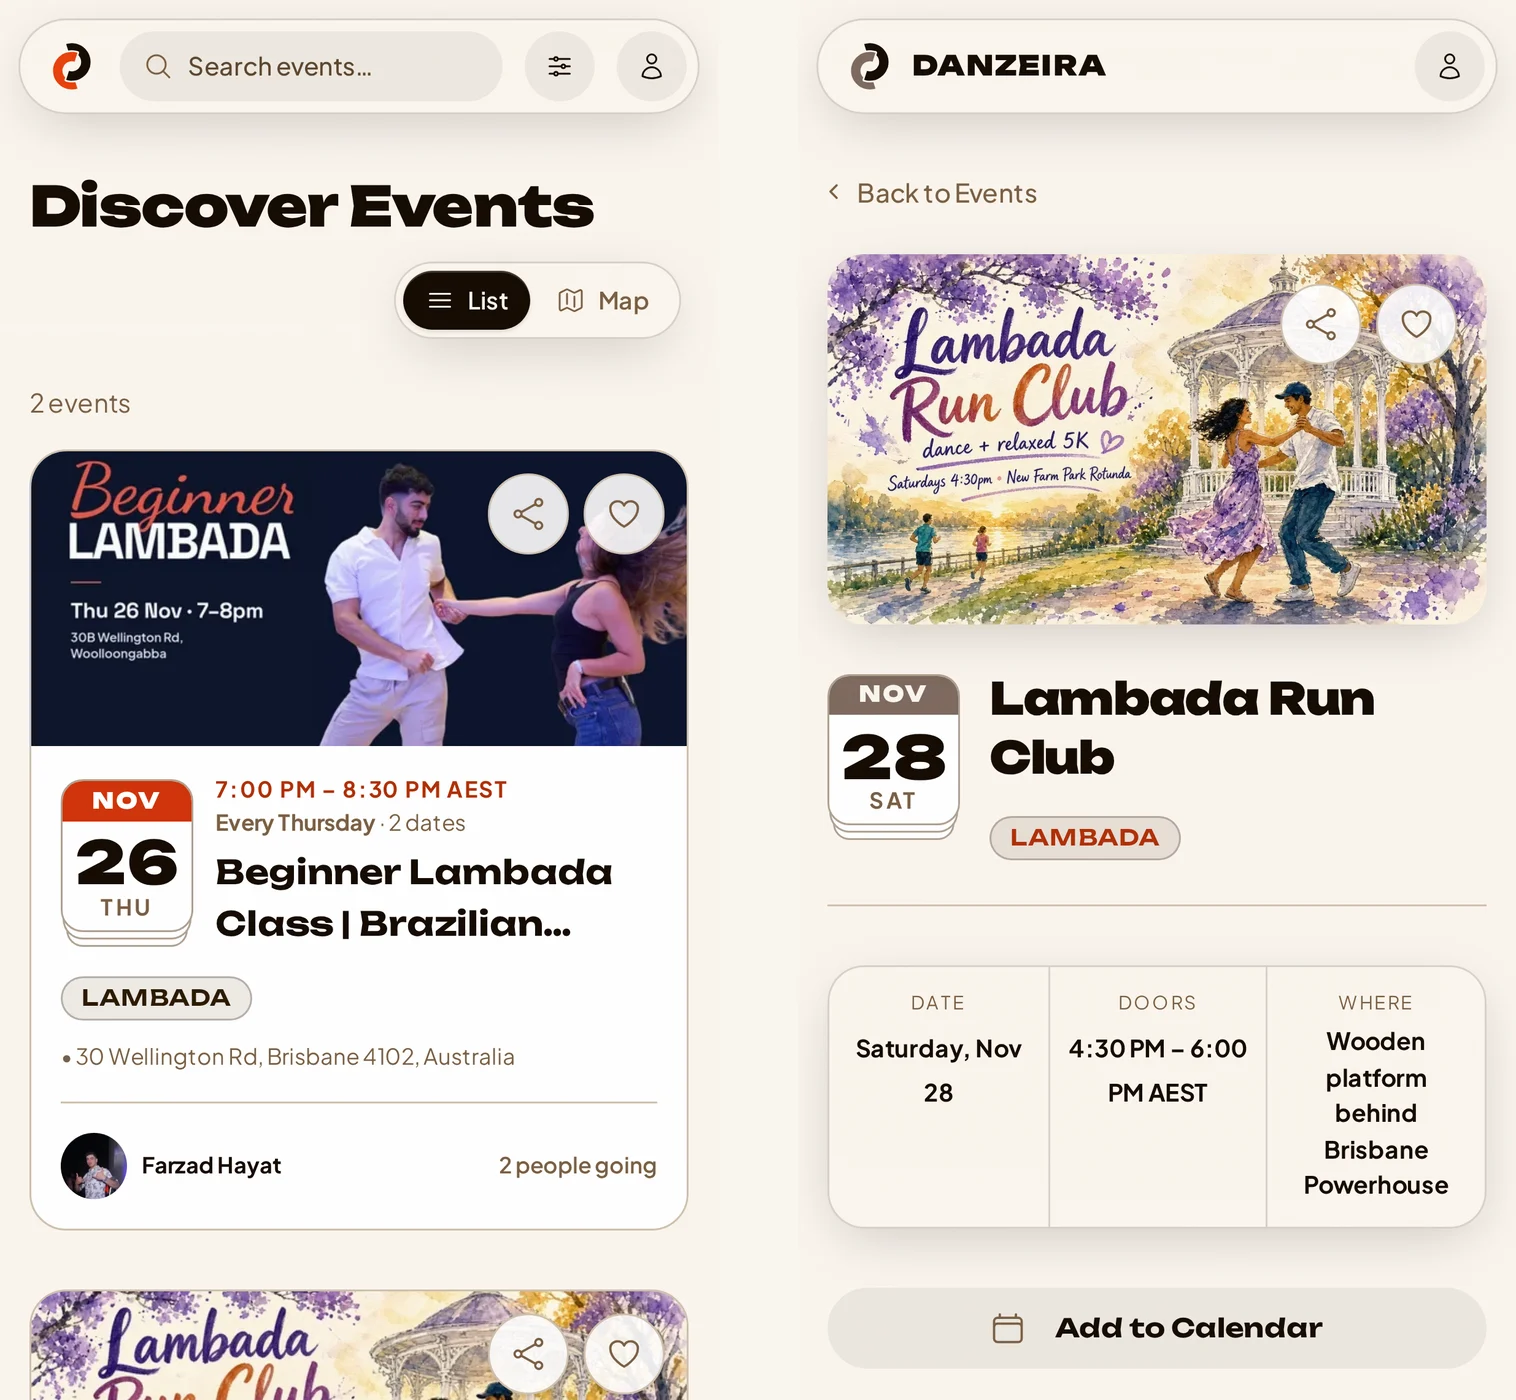 Search events...
Discover Events
List
Map
2 events
Beginner
LAMBADA
Thu 26 Nov · 7–8pm
30B Wellington Rd,
Woolloongabba
NOV
26
THU
7:00 PM – 8:30 PM AEST
Every Thursday · 2 dates
Beginner Lambada
Class | Brazilian...
LAMBADA
• 30 Wellington Rd, Brisbane 4102, Australia
Farzad Hayat
2 people going
Lambada
Run Club
DANZEIRA
Back to Events
Lambada
Run Club
dance + relaxed 5K
Saturdays 4:30pm • New Farm Park Rotunda
NOV
28
SAT
Lambada Run
Club
LAMBADA
DATE
Saturday, Nov
28
DOORS
4:30 PM – 6:00
PM AEST
WHERE
Wooden
platform
behind
Brisbane
Powerhouse
Add to Calendar